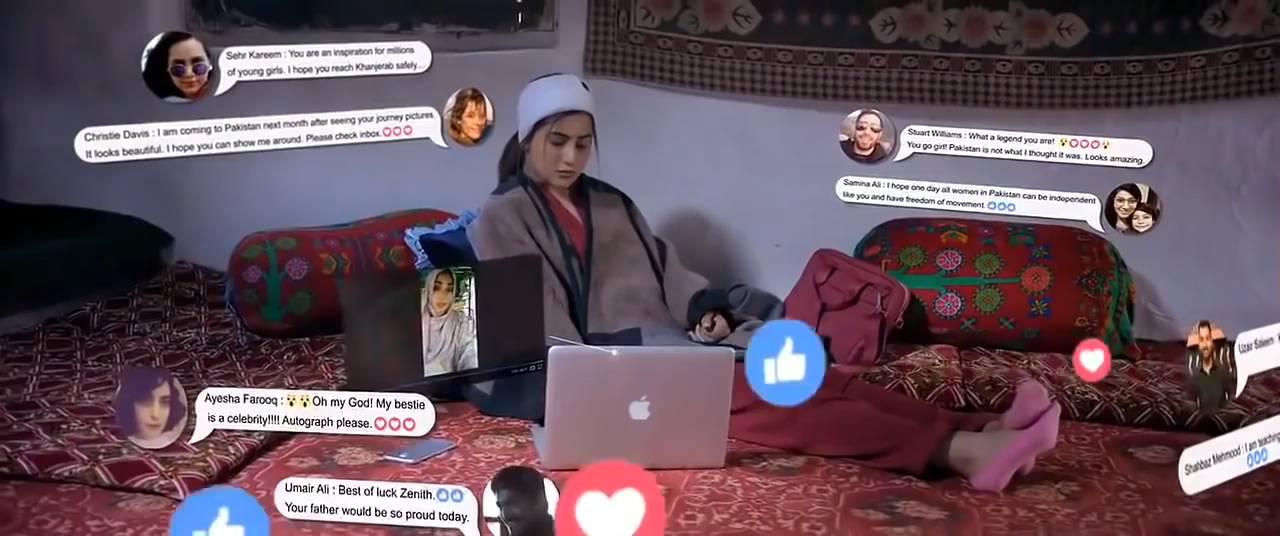 Sehr Kareem : You are an inspiration for millions
of young girls. I hope you reach Khanjerab safely...
Christie Davis : I am coming to Pakistan next month after seeing your journey pictures.
It looks beautiful. I hope you can show me around. Please check inbox.
Stuart Williams : What a legend you are!
You go girl! Pakistan is not what I thought it was. Looks amazing.
Samina Ali : I hope one day all women in Pakistan can be independent
like you and have freedom of movement
Uzair Saleem :
Ayesha Farooq : Oh my God! My bestie
is a celebrity!!!! Autograph please.
Shahbaz Mehmood : I am teaching
Umair Ali : Best of luck Zenith.
Your father would be so proud today.